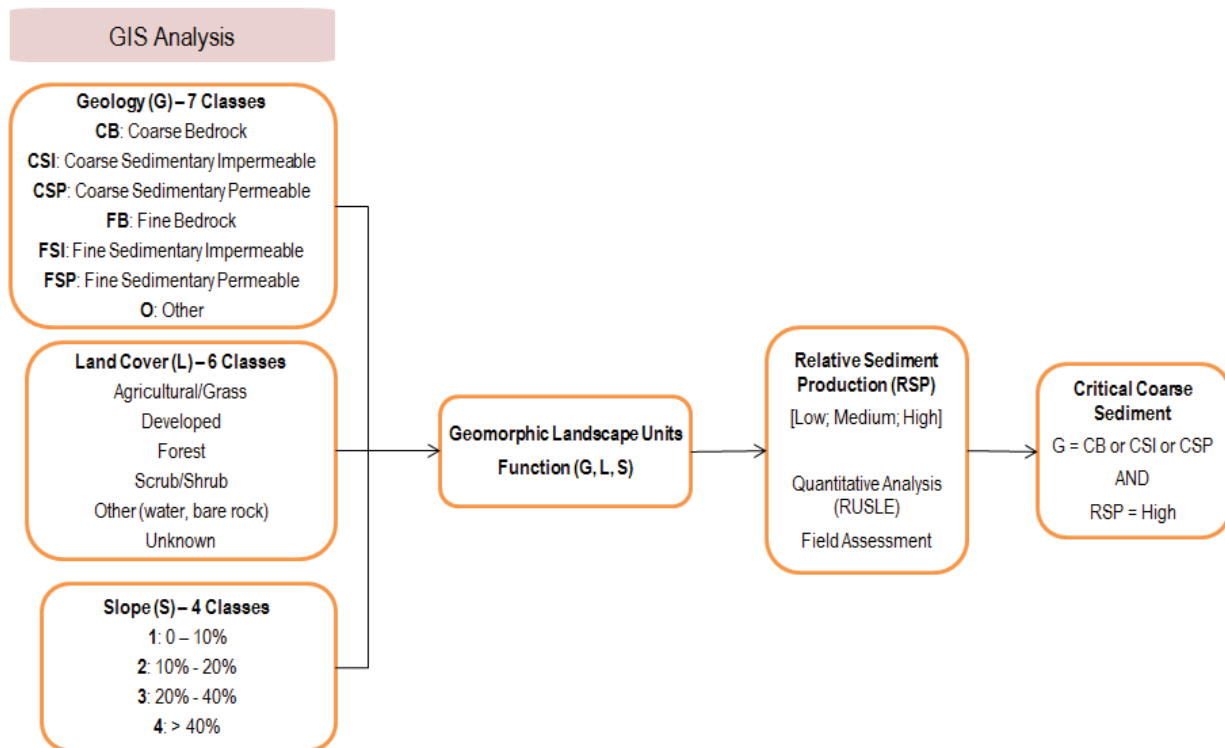 GIS Analysis
Geology (G) – 7 Classes
CB: Coarse Bedrock
CSI: Coarse Sedimentary Impermeable
CSP: Coarse Sedimentary Permeable
FB: Fine Bedrock
FSI: Fine Sedimentary Impermeable
FSP: Fine Sedimentary Permeable
O: Other
Land Cover (L) – 6 Classes
Agricultural/Grass
Developed
Forest
Scrub/Shrub
Other (water, bare rock)
Unknown
Slope (S) – 4 Classes
1: 0 – 10%
2: 10% - 20%
3: 20% - 40%
4: > 40%
Geomorphic Landscape Units
Function (G, L, S)
Relative Sediment
Production (RSP)
[Low; Medium; High]
Quantitative Analysis
(RUSLE)
Field Assessment
Critical Coarse
Sediment
G = CB or CSI or CSP
AND
RSP = High